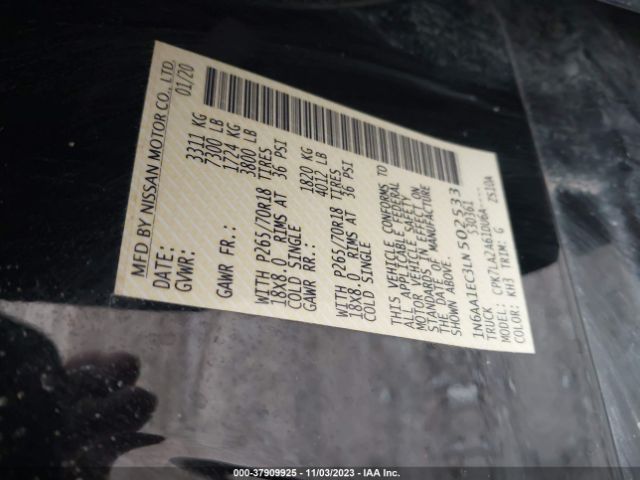 MFD BY NISSAN MOTOR CO., LTD.
DATE: 01/20
GVWR: 3311 KG
7300 LB
GAWR FR.: 1724 KG
3800 LB
WITH P265/70R18 TIRES
18X8.0 RIMS AT 36 PSI
COLD SINGLE
GAWR RR.: 1820 KG
4012 LB
WITH P265/70R18 TIRES
18X8.0 RIMS AT 36 PSI
COLD SINGLE
THIS VEHICLE CONFORMS TO
ALL APPLICABLE FEDERAL
MOTOR VEHICLE SAFETY
STANDARDS IN EFFECT ON
THE DATE OF MANUFACTURE
SHOWN ABOVE.
1N6AA1EC3LN502533
TRUCK 330361
MODEL: CPK7LA2A61DU6A--- ZS10A
COLOR: KH3 TRIM: G
000-37909925 - 11/03/2023 - IAA Inc.